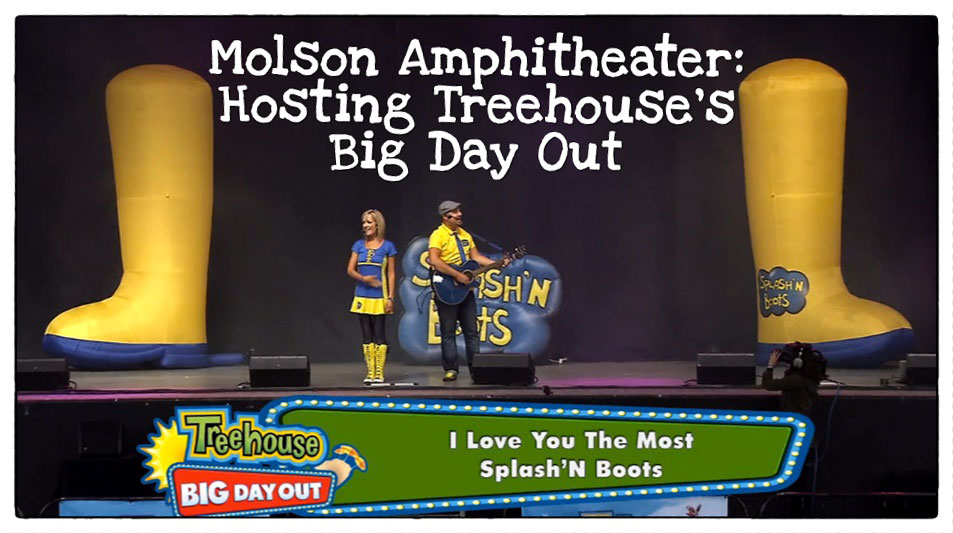 Molson Amphitheater:
Hosting Treehouse's
Big Day Out
SPLASH'N
BOOTS
SPLASH'N
BOOTS
Treehouse
BIG DAY OUT
I Love You The Most
Splash'N Boots